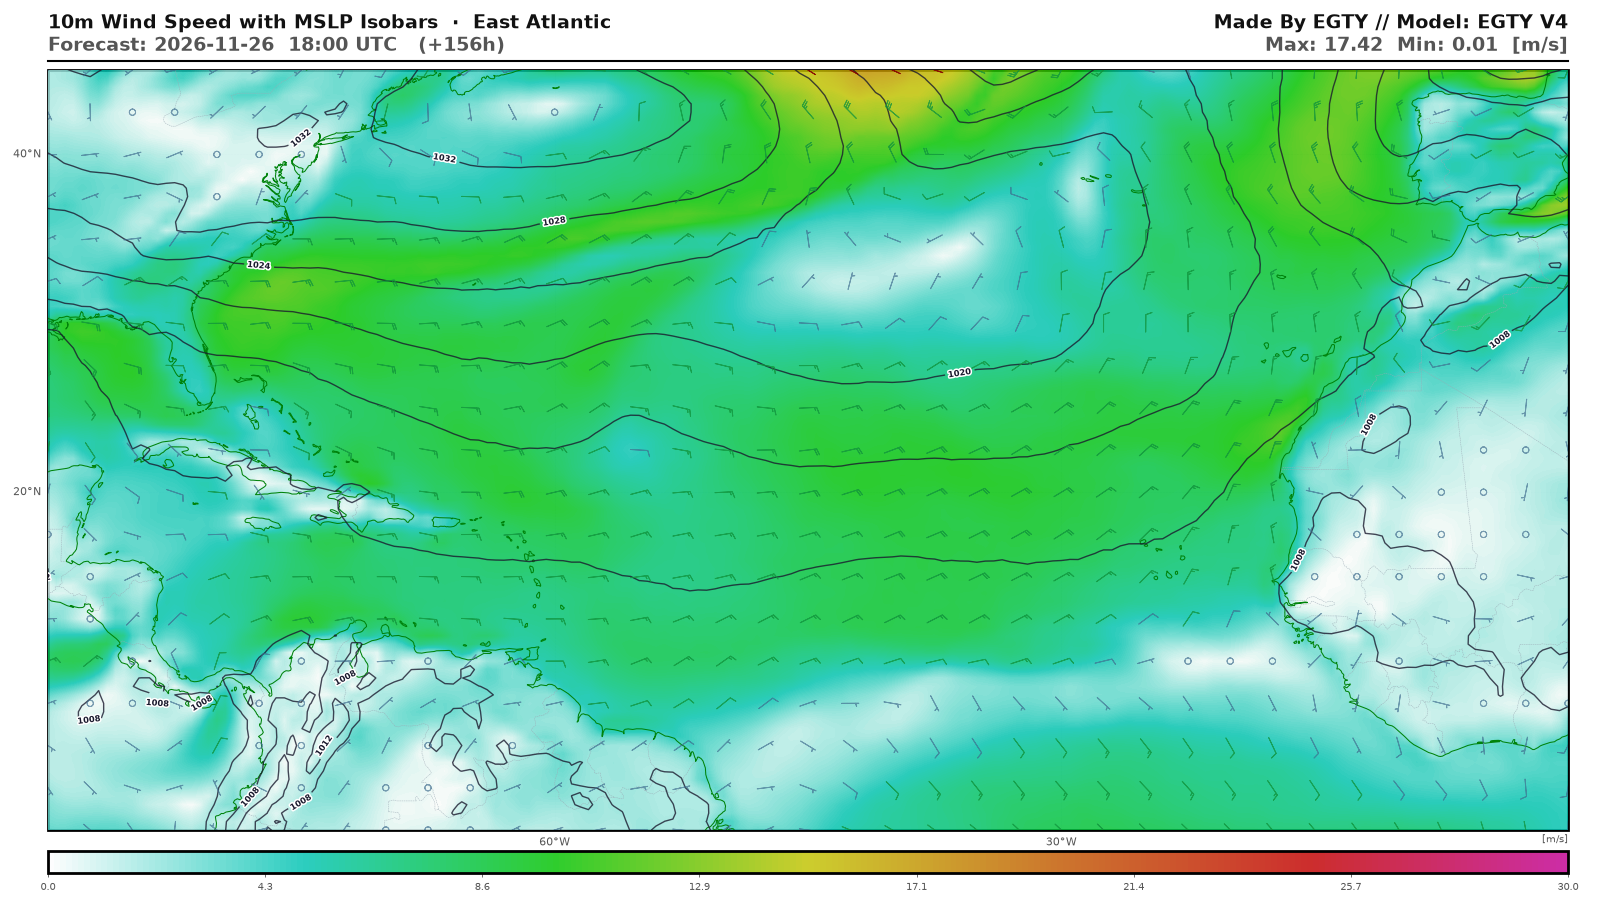 10m Wind Speed with MSLP Isobars · East Atlantic
Made By EGTY // Model: EGTY V4
Forecast: 2026-11-26 18:00 UTC (+156h)
Max: 17.42 Min: 0.01 [m/s]
1032
40°N
1032
1028
1024
1008
1020
1008
20°N
1008
1008
1008
1008
1008
1012
1008
1008
60°W
30°W
[m/s]
0.0
4.3
8.6
12.9
17.1
21.4
25.7
30.0